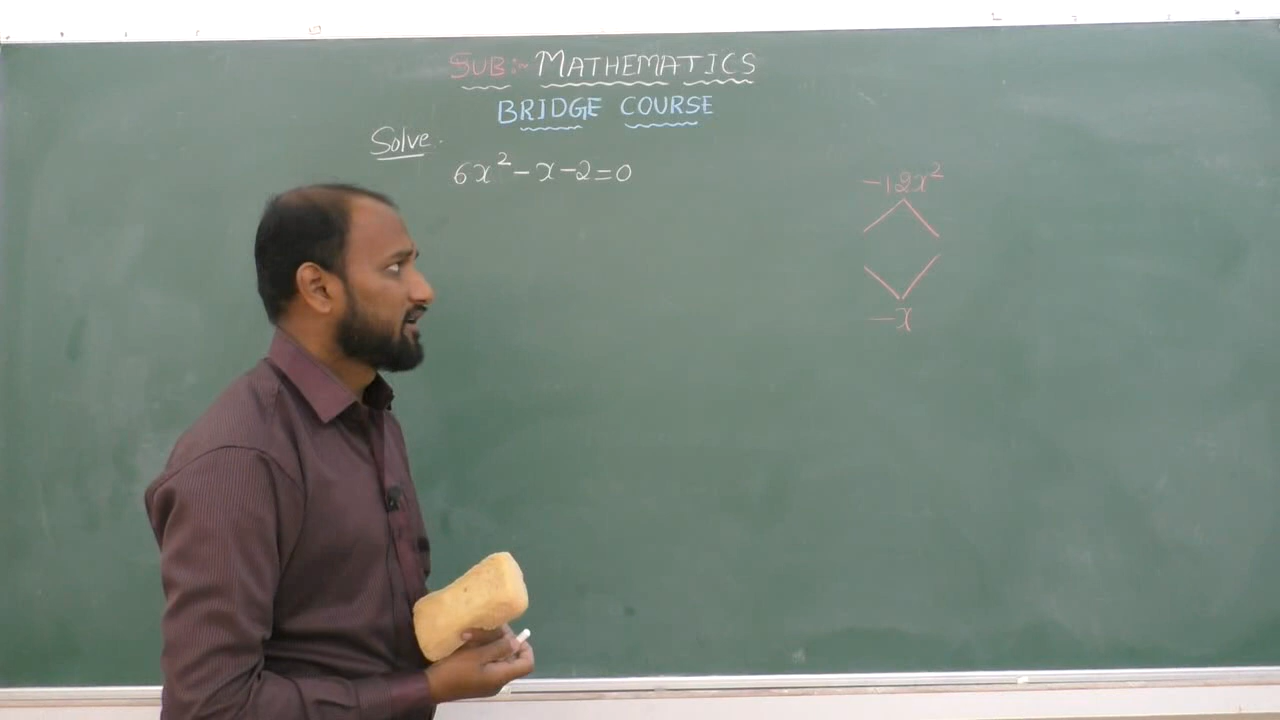 SUB:- MATHEMATICS
BRIDGE COURSE
Solve.
6x² - x - 2 = 0
-12x²
-x